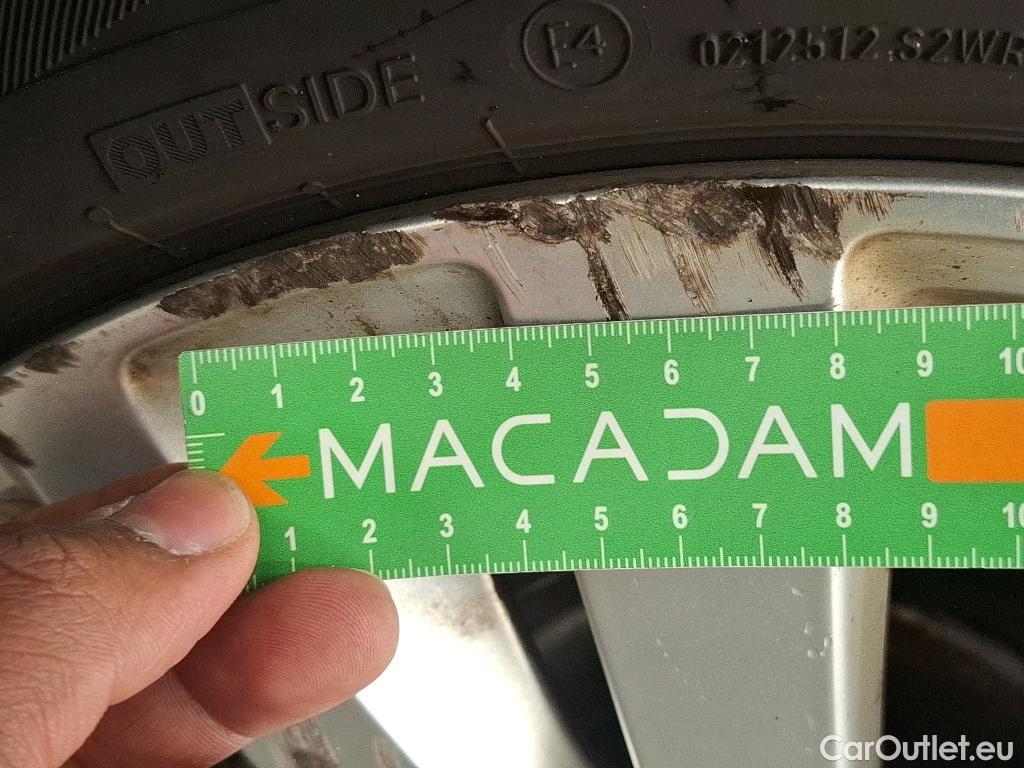 E4
0212512.S2WR
OUTSIDE
0 1 2 3 4 5 6 7 8 9 10
MACADAM
1 2 3 4 5 6 7 8 9 10
CarOutlet.eu